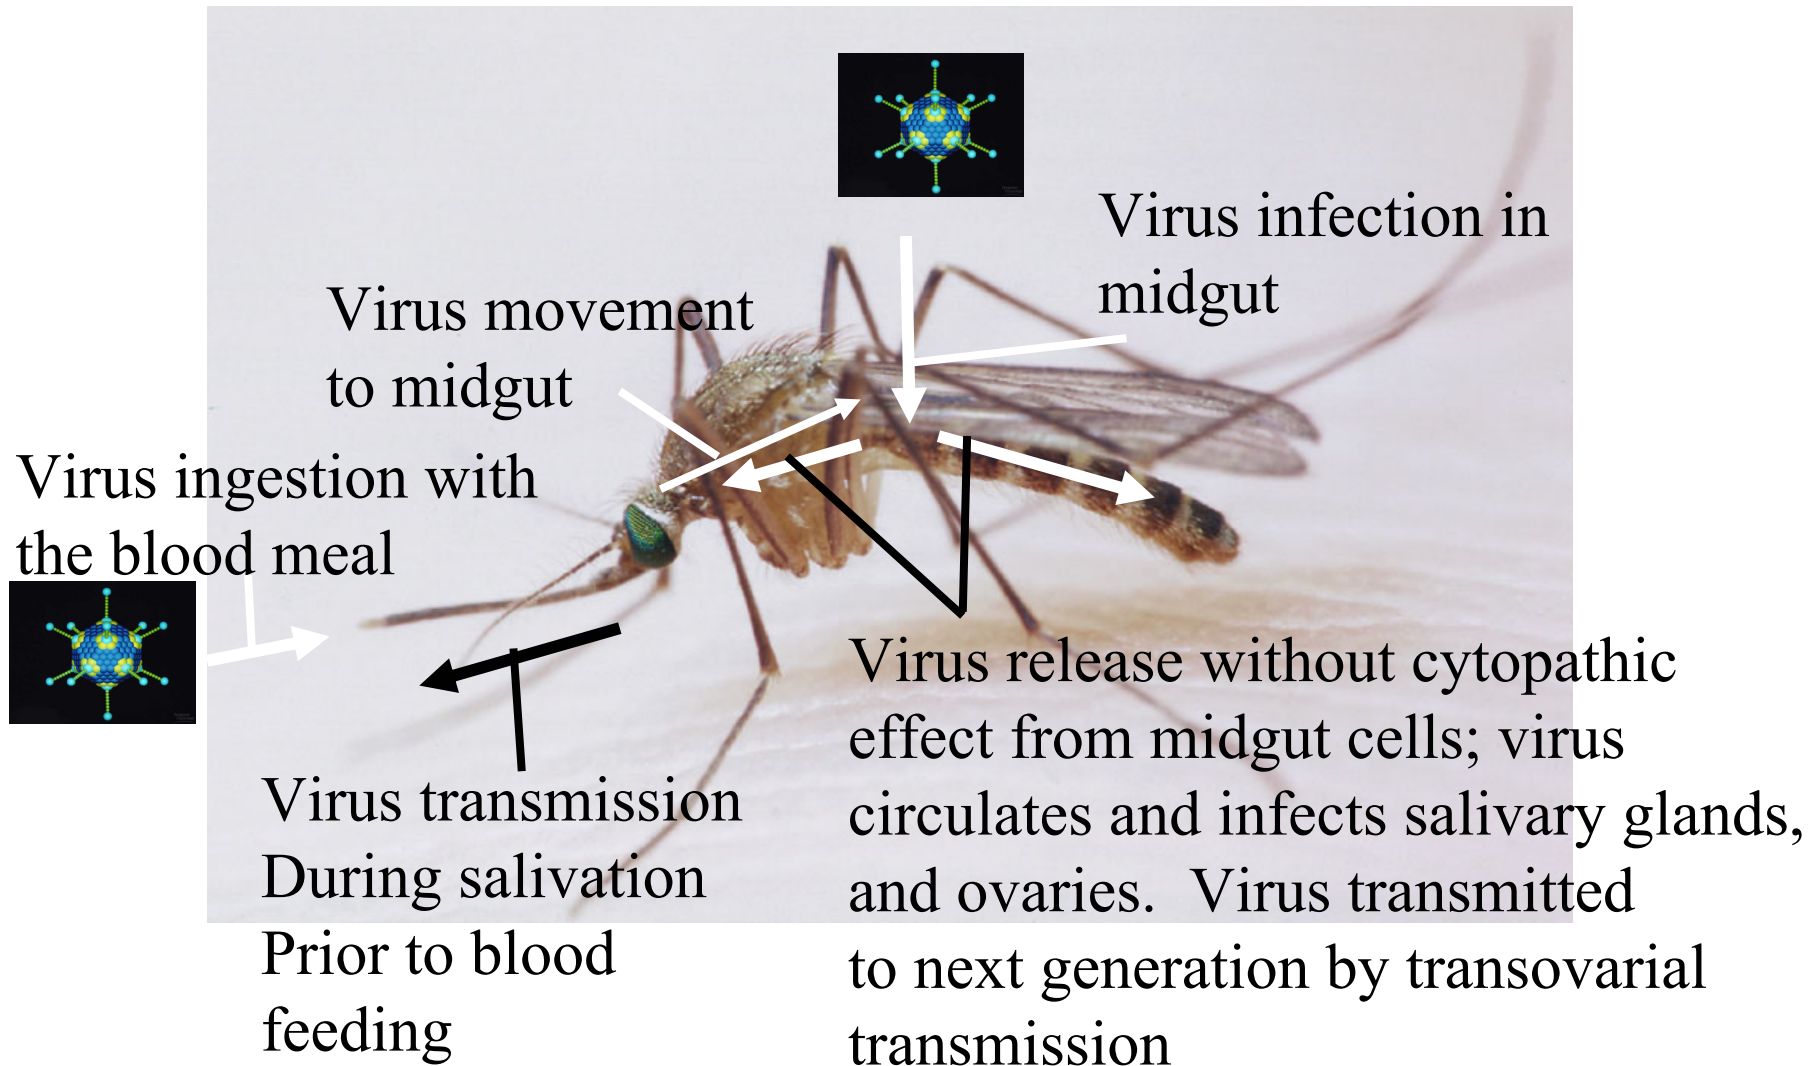 Virus infection in
midgut
Virus movement
to midgut
Virus ingestion with
the blood meal
Virus transmission
During salivation
Prior to blood
feeding
Virus release without cytopathic
effect from midgut cells; virus
circulates and infects salivary glands,
and ovaries.  Virus transmitted
to next generation by transovarial
transmission